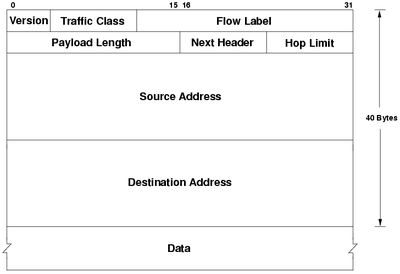 0 15 16 31
Version Traffic Class Flow Label
Payload Length Next Header Hop Limit
Source Address
40 Bytes
Destination Address
Data